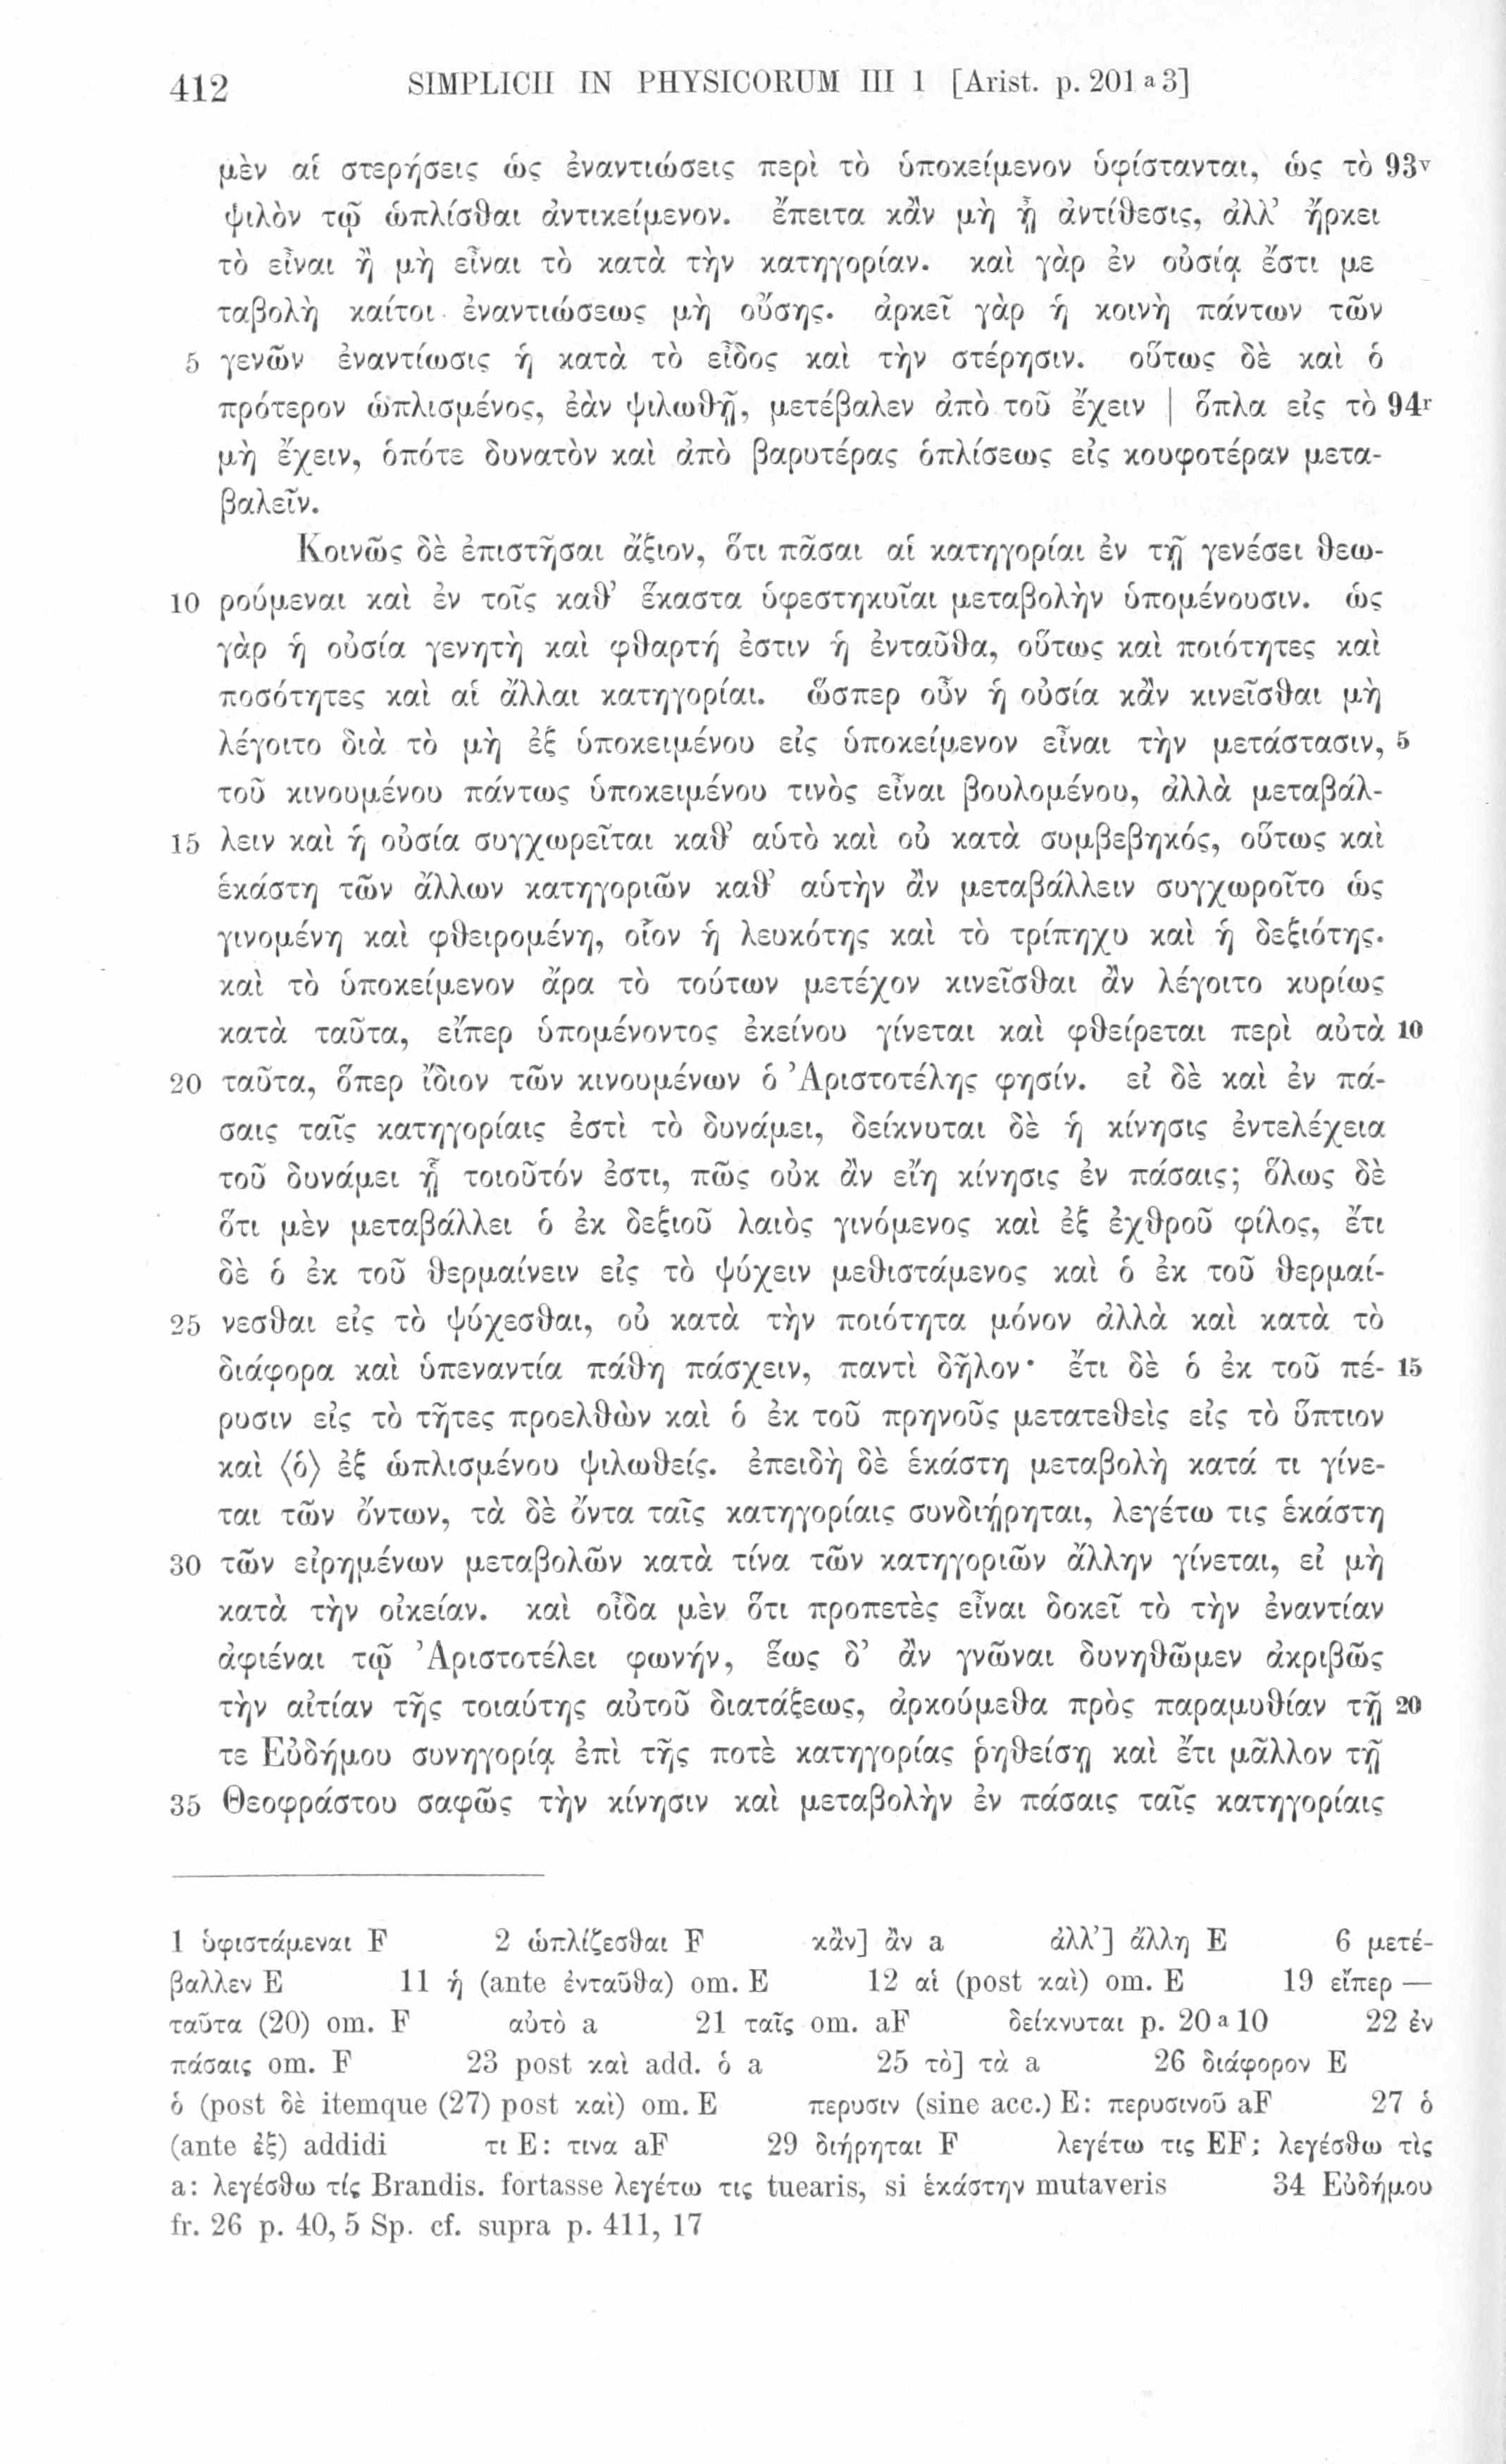 412 SIMPLICII IN PHYSICORUM III 1 [Arist. p. 201 a 3]
μὲν αἱ στερήσεις ὡς ἐναντιώσεις περὶ τὸ ὑποκείμενον ὑφίστανται, ὡς τὸ 93v
ψιλὸν τῷ ὡπλίσθαι ἀντικείμενον. ἔπειτα κἂν μὴ ᾖ ἀντίθεσις, ἀλλ’ ἤρκει
τὸ εἶναι ἢ μὴ εἶναι τὸ κατὰ τὴν κατηγορίαν. καὶ γὰρ ἐν οὐσίᾳ ἔστι με
ταβολὴ καίτοι ἐναντιώσεως μὴ οὔσης. ἀρκεῖ γὰρ ἡ κοινὴ πάντων τῶν
5 γενῶν ἐναντίωσις ἡ κατὰ τὸ εἶδος καὶ τὴν στέρησιν. οὕτως δὲ καὶ ὁ
πρότερον ὡπλισμένος, ἐὰν ψιλωθῇ, μετέβαλεν ἀπὸ τοῦ ἔχειν | ὅπλα εἰς τὸ 94r
μὴ ἔχειν, ὁπότε δυνατὸν καὶ ἀπὸ βαρυτέρας ὁπλίσεως εἰς κουφοτέραν μετα-
βαλεῖν.
Κοινῶς δὲ ἐπιστῆσαι ἄξιον, ὅτι πᾶσαι αἱ κατηγορίαι ἐν τῇ γενέσει θεω-
10 ρούμεναι καὶ ἐν τοῖς καθ’ ἕκαστα ὑφεστηκυῖαι μεταβολὴν ὑπομένουσιν. ὡς
γὰρ ἡ οὐσία γενητὴ καὶ φθαρτή ἐστιν ἡ ἐνταῦθα, οὕτως καὶ ποιότητες καὶ
ποσότητες καὶ αἱ ἄλλαι κατηγορίαι. ὥσπερ οὖν ἡ οὐσία κἂν κινεῖσθαι μὴ
λέγοιτο διὰ τὸ μὴ ἐξ ὑποκειμένου εἰς ὑποκείμενον εἶναι τὴν μετάστασιν, 5
τοῦ κινουμένου πάντως ὑποκειμένου τινὸς εἶναι βουλομένου, ἀλλὰ μεταβάλ-
15 λειν καὶ ἡ οὐσία συγχωρεῖται καθ’ αὑτὸ καὶ οὐ κατὰ συμβεβηκός, οὕτως καὶ
ἑκάστη τῶν ἄλλων κατηγοριῶν καθ’ αὑτὴν ἂν μεταβάλλειν συγχωροῖτο ὡς
γινομένη καὶ φθειρομένη, οἷον ἡ λευκότης καὶ τὸ τρίπηχυ καὶ ἡ δεξιότης.
καὶ τὸ ὑποκείμενον ἄρα τὸ τούτων μετέχον κινεῖσθαι ἂν λέγοιτο κυρίως
κατὰ ταῦτα, εἴπερ ὑπομένοντος ἐκείνου γίνεται καὶ φθείρεται περὶ αὐτὰ 10
20 ταῦτα, ὅπερ ἴδιον τῶν κινουμένων ὁ Ἀριστοτέλης φησίν. εἰ δὲ καὶ ἐν πά-
σαις ταῖς κατηγορίαις ἐστὶ τὸ δυνάμει, δείκνυται δὲ ἡ κίνησις ἐντελέχεια
τοῦ δυνάμει ᾗ τοιοῦτόν ἐστι, πῶς οὐκ ἂν εἴη κίνησις ἐν πάσαις; ὅλως δὲ
ὅτι μὲν μεταβάλλει ὁ ἐκ δεξιοῦ λαιὸς γινόμενος καὶ ἐξ ἐχθροῦ φίλος, ἔτι
δὲ ὁ ἐκ τοῦ θερμαίνειν εἰς τὸ ψύχειν μεθιστάμενος καὶ ὁ ἐκ τοῦ θερμαί-
25 νεσθαι εἰς τὸ ψύχεσθαι, οὐ κατὰ τὴν ποιότητα μόνον ἀλλὰ καὶ κατὰ τὸ
διάφορα καὶ ὑπεναντία πάθη πάσχειν, παντὶ δῆλον· ἔτι δὲ ὁ ἐκ τοῦ πέ- 15
ρυσιν εἰς τὸ τῆτες προελθὼν καὶ ὁ ἐκ τοῦ πρηνοῦς μετατεθεὶς εἰς τὸ ὕπτιον
καὶ ⟨ὁ⟩ ἐξ ὡπλισμένου ψιλωθείς. ἐπειδὴ δὲ ἑκάστη μεταβολὴ κατά τι γίνε-
ται τῶν ὄντων, τὰ δὲ ὄντα ταῖς κατηγορίαις συνδιῄρηται, λεγέτω τις ἑκάστη
30 τῶν εἰρημένων μεταβολῶν κατὰ τίνα τῶν κατηγοριῶν ἄλλην γίνεται, εἰ μὴ
κατὰ τὴν οἰκείαν. καὶ οἶδα μὲν ὅτι προπετὲς εἶναι δοκεῖ τὸ τὴν ἐναντίαν
ἀφιέναι τῷ Ἀριστοτέλει φωνήν, ἕως δ’ ἂν γνῶναι δυνηθῶμεν ἀκριβῶς
τὴν αἰτίαν τῆς τοιαύτης αὐτοῦ διατάξεως, ἀρκούμεθα πρὸς παραμυθίαν τῇ 20
τε Εὐδήμου συνηγορίᾳ ἐπὶ τῆς ποτὲ κατηγορίας ῥηθείσῃ καὶ ἔτι μᾶλλον τῇ
35 Θεοφράστου σαφῶς τὴν κίνησιν καὶ μεταβολὴν ἐν πάσαις ταῖς κατηγορίαις
1 ὑφιστάμεναι F 2 ὡπλίζεσθαι F κἂν] ἂν a ἀλλ’] ἄλλη E 6 μετέ-
βαλλεν E 11 ἡ (ante ἐνταῦθα) om. E 12 αἱ (post καὶ) om. E 19 εἴπερ —
ταῦτα (20) om. F αὐτὸ a 21 ταῖς om. aF δείκνυται p. 20 a 10 22 ἐν
πάσαις om. F 23 post καὶ add. ὁ a 25 τὸ] τὰ a 26 διάφορον E
ὁ (post δὲ itemque (27) post καὶ) om. E περυσιν (sine acc.) E: περυσινοῦ aF 27 ὁ
(ante ἐξ) addidi τι E: τινα aF 29 διῄρηται F λεγέτω τις EF; λεγέσθω τὶς
a: λεγέσθω τίς Brandis. fortasse λεγέτω τις tuearis, si ἑκάστην mutaveris 34 Εὐδήμου
fr. 26 p. 40, 5 Sp. cf. supra p. 411, 17